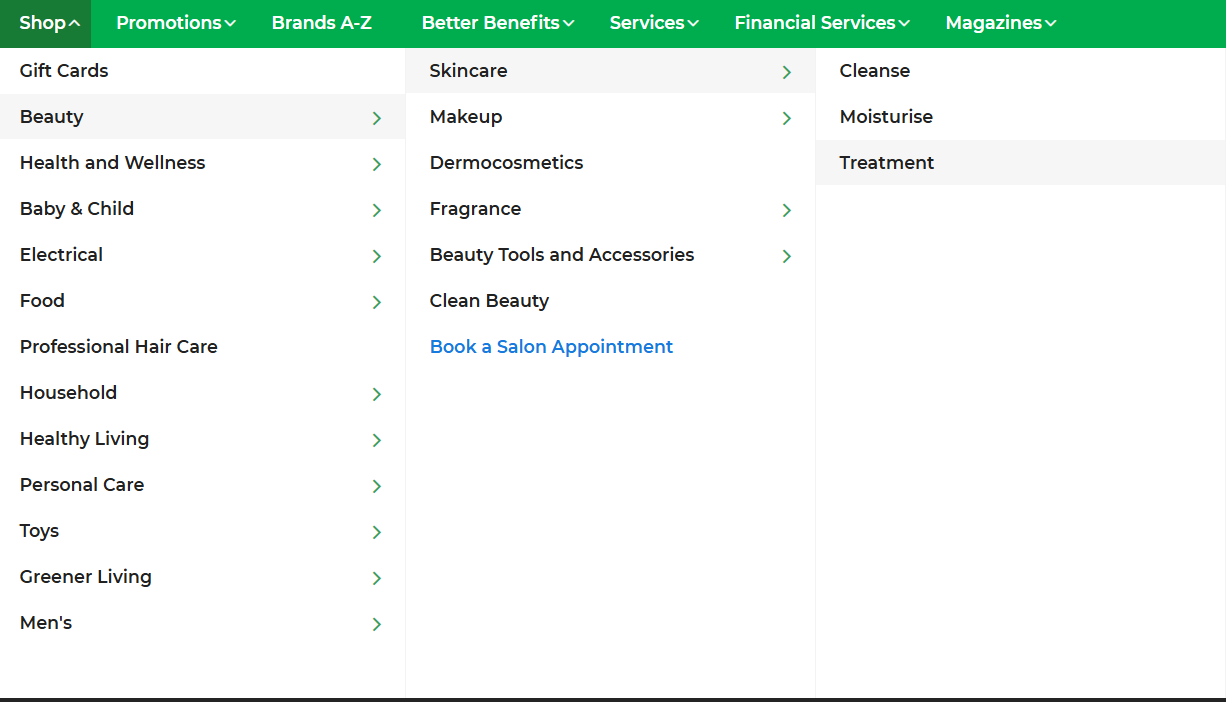 Shop Promotions Brands A-Z Better Benefits Services Financial Services Magazines
Gift Cards
Beauty
Health and Wellness
Baby & Child
Electrical
Food
Professional Hair Care
Household
Healthy Living
Personal Care
Toys
Greener Living
Men's
Skincare
Makeup
Dermocosmetics
Fragrance
Beauty Tools and Accessories
Clean Beauty
Book a Salon Appointment
Cleanse
Moisturise
Treatment